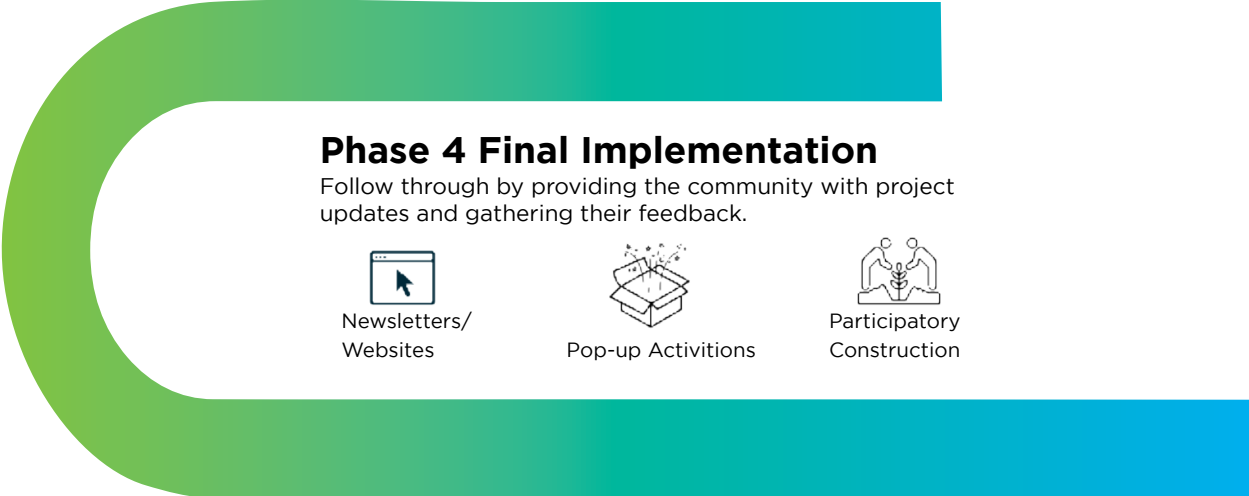 Phase 4 Final Implementation
Follow through by providing the community with project
updates and gathering their feedback.
Newsletters/
Websites
Pop-up Activitions
Participatory
Construction